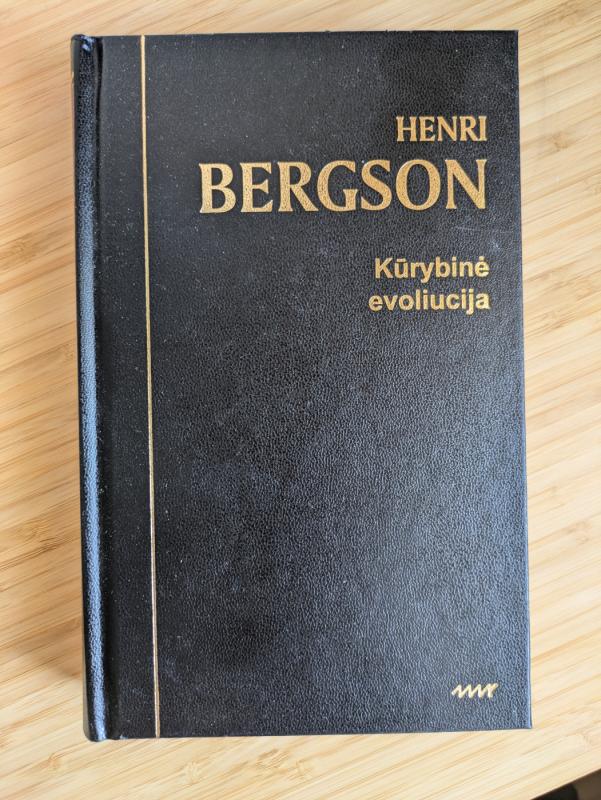 HENRI
BERGSON
Kūrybinė
evoliucija